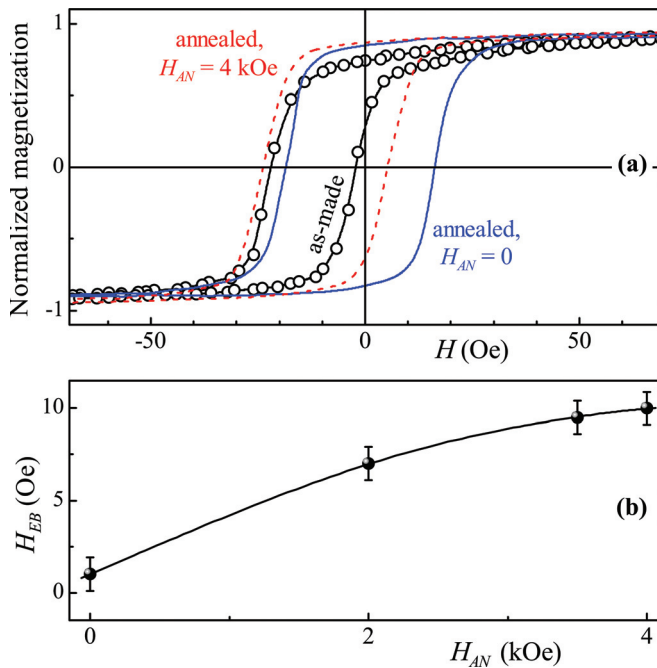 1
annealed,
H_AN = 4 kOe
(a)
0
as-made
annealed,
H_AN = 0
-1
-50
0
50
H (Oe)
Normalized magnetization
10
5
0
(b)
0
2
4
H_EB (Oe)
H_AN (kOe)